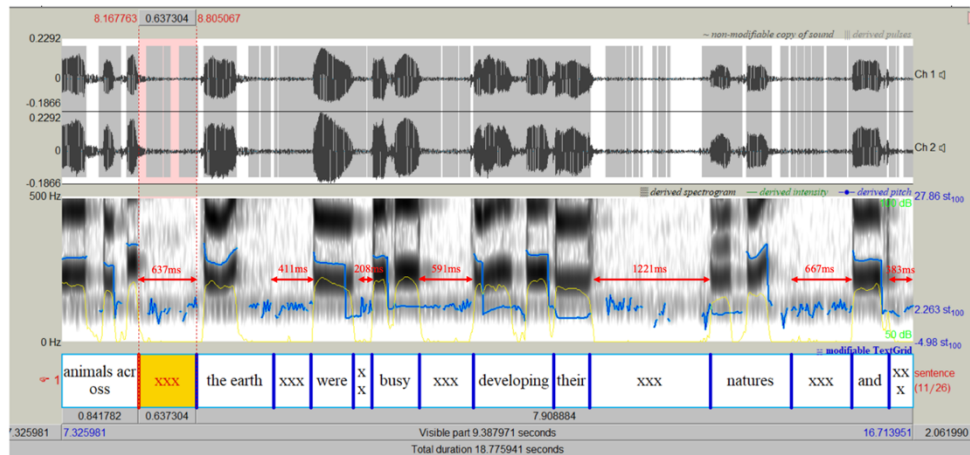 8.167763 0.637304 8.805067
~ non-modifiable copy of sound derived pulses
0.2292
0
-0.1866
Ch 1
0.2292
0
-0.1866
Ch 2
derived spectrogram derived intensity derived pitch
500 Hz
0 Hz
27.86 st100
100 dB
2.263 st100
50 dB
-4.98 st100
637ms 411ms 208ms 591ms 1221ms 667ms 383ms
modifiable TextGrid
1
animals acr
oss
xxx
the earth
xxx
were
x
x
busy
xxx
developing
their
xxx
natures
xxx
and
xx
x
sentence
(11/26)
0.841782 0.637304 7.908884
7.325981 7.325981 Visible part 9.387971 seconds 16.713951 2.061990
Total duration 18.775941 seconds